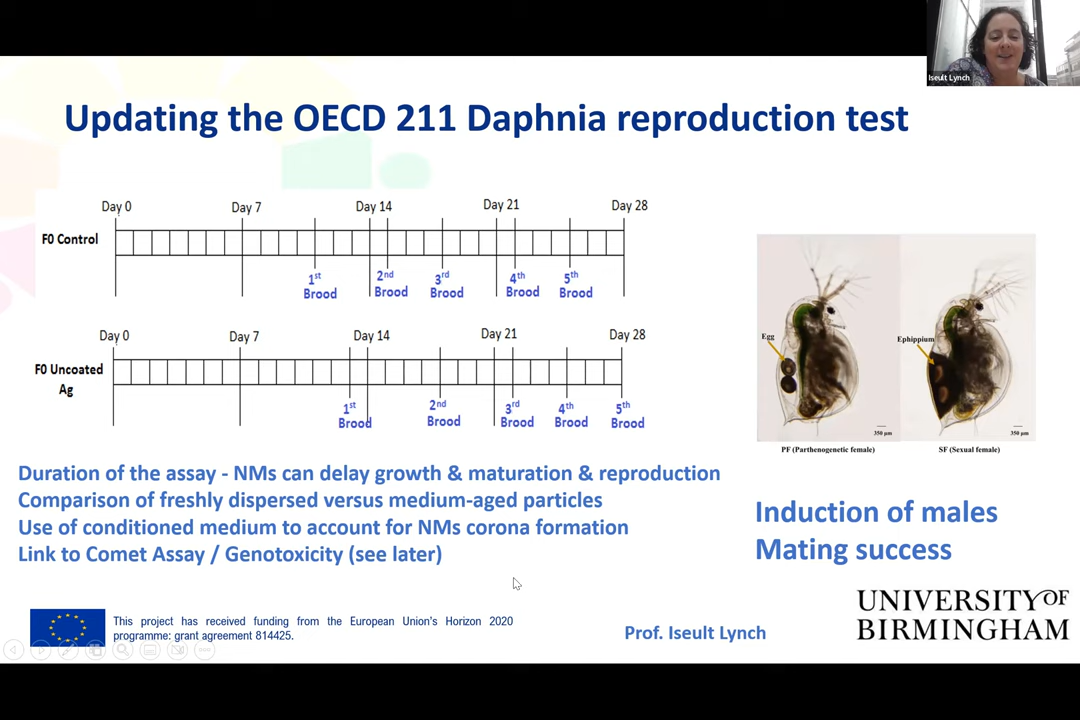 Iseult Lynch
Updating the OECD 211 Daphnia reproduction test
Day 0 Day 7 Day 14 Day 21 Day 28
F0 Control
1st Brood 2nd Brood 3rd Brood 4th Brood 5th Brood
Day 0 Day 7 Day 14 Day 21 Day 28
F0 Uncoated
Ag
1st Brood 2nd Brood 3rd Brood 4th Brood 5th Brood
Egg
Ephippium
350 µm 350 µm
PF (Parthenogenetic female) SF (Sexual female)
Duration of the assay - NMs can delay growth & maturation & reproduction
Comparison of freshly dispersed versus medium-aged particles
Use of conditioned medium to account for NMs corona formation
Link to Comet Assay / Genotoxicity (see later)
Induction of males
Mating success
This project has received funding from the European Union's Horizon 2020
programme: grant agreement 814425.
Prof. Iseult Lynch
UNIVERSITY OF
BIRMINGHAM